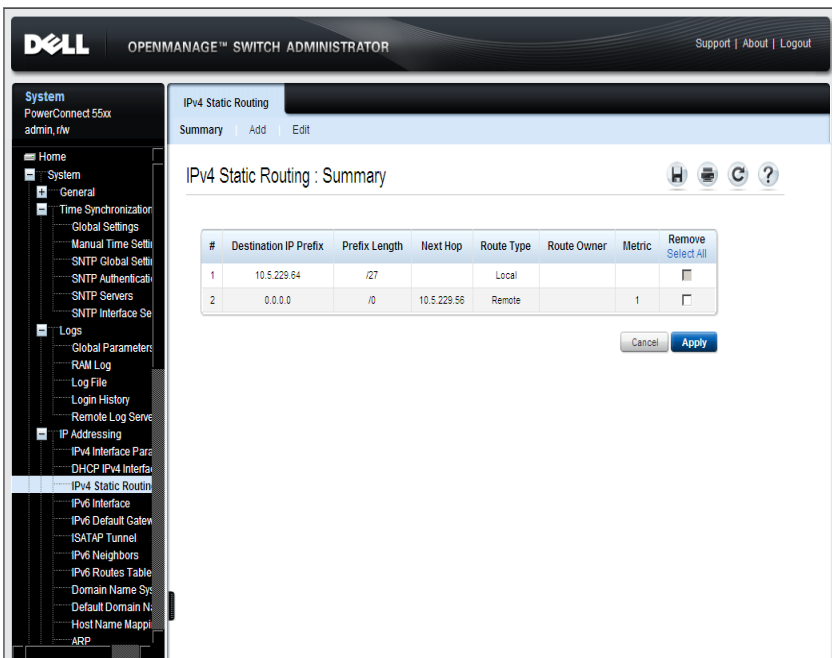 DELL
OPENMANAGE™ SWITCH ADMINISTRATOR
Support | About | Logout
System
PowerConnect 55xx
admin, r/w
Home
System
General
Time Synchronization
Global Settings
Manual Time Settin
SNTP Global Settin
SNTP Authenticatio
SNTP Servers
SNTP Interface Se
Logs
Global Parameters
RAM Log
Log File
Login History
Remote Log Serve
IP Addressing
IPv4 Interface Para
DHCP IPv4 Interfac
IPv4 Static Routing
IPv6 Interface
IPv6 Default Gatew
ISATAP Tunnel
IPv6 Neighbors
IPv6 Routes Table
Domain Name Sys
Default Domain Na
Host Name Mappi
ARP
IPv4 Static Routing
Summary | Add | Edit
IPv4 Static Routing : Summary
# Destination IP Prefix Prefix Length Next Hop Route Type Route Owner Metric Remove Select All
1 10.5.229.64 /27 Local
2 0.0.0.0 /0 10.5.229.56 Remote 1
Cancel Apply